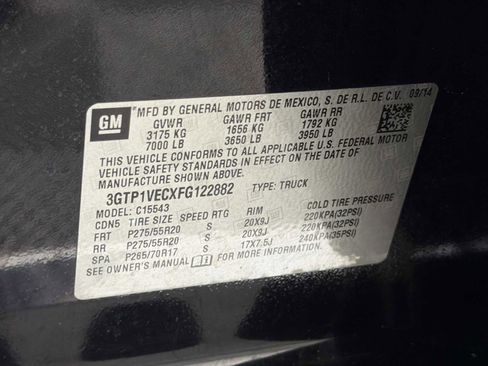 GM
MFD BY GENERAL MOTORS DE MEXICO, S. DE R.L. DE C.V. 09/14
GVWR GAWR FRT GAWR RR
3175 KG 1656 KG 1792 KG
7000 LB 3650 LB 3950 LB
THIS VEHICLE CONFORMS TO ALL APPLICABLE U.S. FEDERAL MOTOR
VEHICLE SAFETY STANDARDS IN EFFECT ON THE DATE OF
MANUFACTURE SHOWN ABOVE.
3GTP1VECXFG122882 TYPE: TRUCK
MODEL: C15543
CDN5 TIRE SIZE SPEED RTG RIM COLD TIRE PRESSURE
FRT P275/55R20 S 20X9J 220KPA(32PSI)
RR P275/55R20 S 20X9J 220KPA(32PSI)
SPA P265/70R17 S 17X7.5J 240KPA(35PSI)
SEE OWNER'S MANUAL FOR MORE INFORMATION.